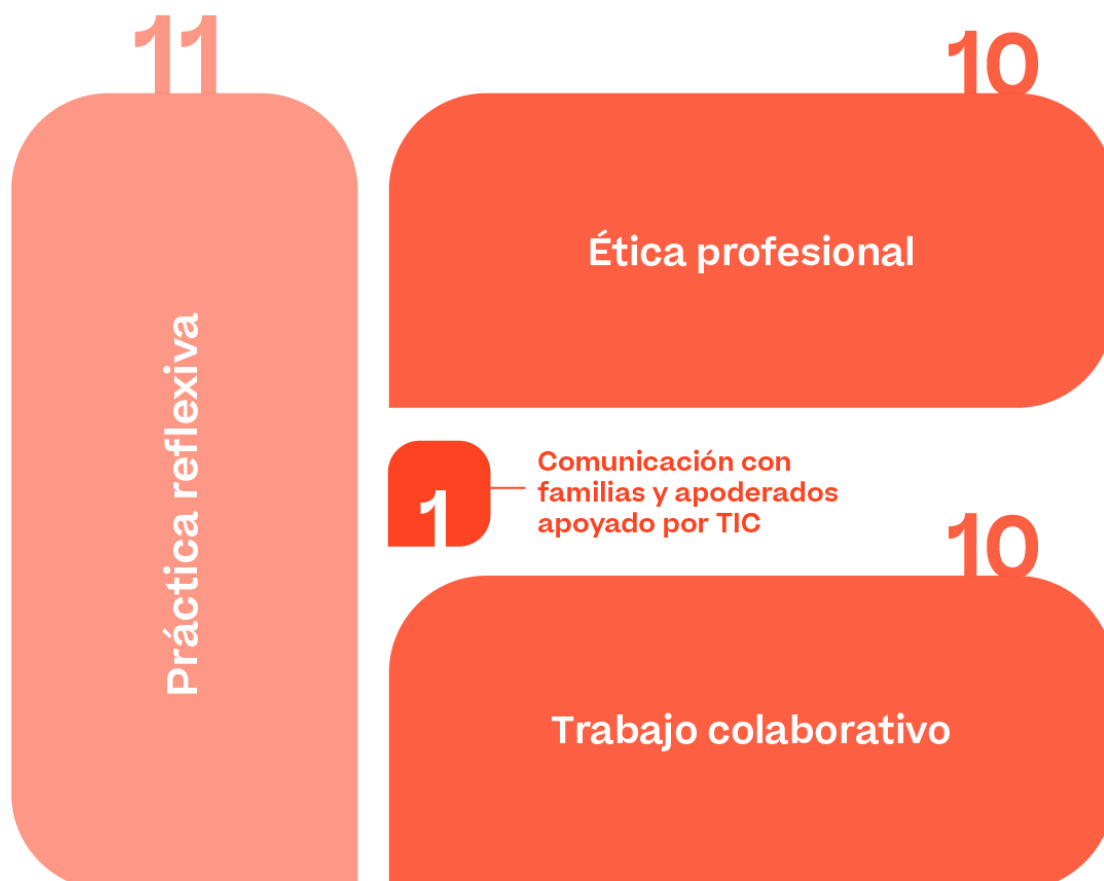 11
Práctica reflexiva
10
Ética profesional
1
Comunicación con
familias y apoderados
apoyado por TIC
10
Trabajo colaborativo